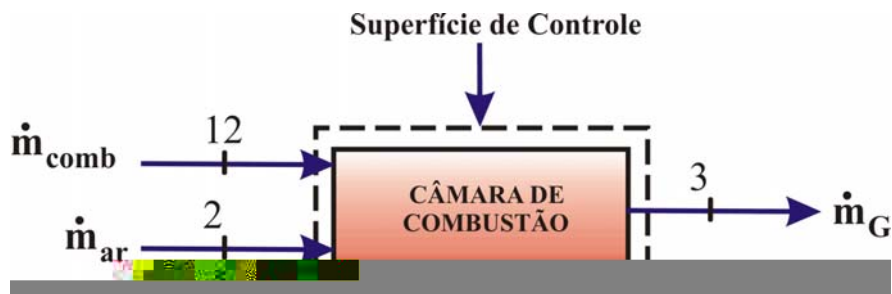 Superfície de Controle
ṁcomb
12
CÂMARA DE
COMBUSTÃO
3
ṁG
ṁar
2